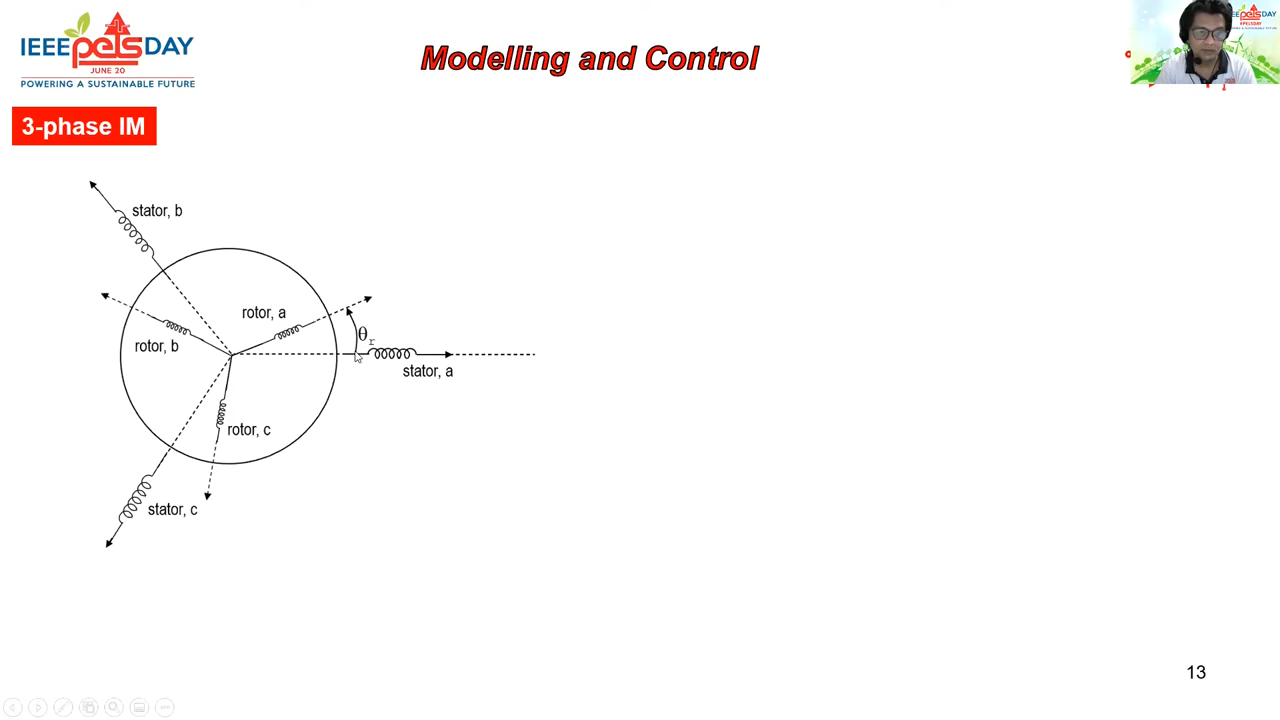 IEEE pels DAY
JUNE 20
POWERING A SUSTAINABLE FUTURE
Modelling and Control
3-phase IM
stator, b
rotor, a
rotor, b
θr
stator, a
rotor, c
stator, c
13